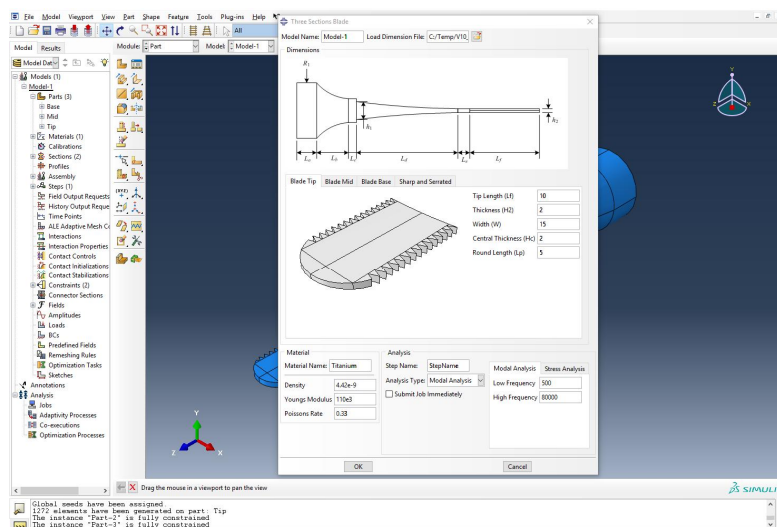 File Model Viewport View Part Shape Feature Tools Plug-ins Help
All
Module: Part Model: Model-1
Model Results
Model Dat
Models (1)
Model-1
Parts (3)
Base
Mid
Tip
Materials (1)
Calibrations
Sections (2)
Profiles
Assembly
Steps (1)
Field Output Requests
History Output Reque
Time Points
ALE Adaptive Mesh Co
Interactions
Interaction Properties
Contact Controls
Contact Initializations
Contact Stabilizations
Constraints (2)
Connector Sections
Fields
Amplitudes
Loads
BCs
Predefined Fields
Remeshing Rules
Optimization Tasks
Sketches
Annotations
Analysis
Jobs
Adaptivity Processes
Co-executions
Optimization Processes
(XYZ)
Three Sections Blade
Model Name: Model-1 Load Dimension File: C:/Temp/V10_
Dimensions
R1
h1
h2
Ld
Lf
Blade Tip Blade Mid Blade Base Sharp and Serrated
Tip Length (Lf) 10
Thickness (H2) 2
Width (W) 15
Central Thickness (Hc) 2
Round Length (Lp) 5
Material
Material Name: Titanium
Density 4.42e-9
Youngs Modulus 110e3
Poissons Rate 0.33
Analysis
Step Name: StepName
Analysis Type: Modal Analysis
Submit Job Immediately
Modal Analysis Stress Analysis
Low Frequency 500
High Frequency 80000
OK Cancel
Y
Z X
Y
Z X
Drag the mouse in a viewport to pan the view
SIMULI
Global seeds have been assigned.
1272 elements have been generated on part: Tip
The instance "Part-2" is fully constrained
The instance "Part-3" is fully constrained